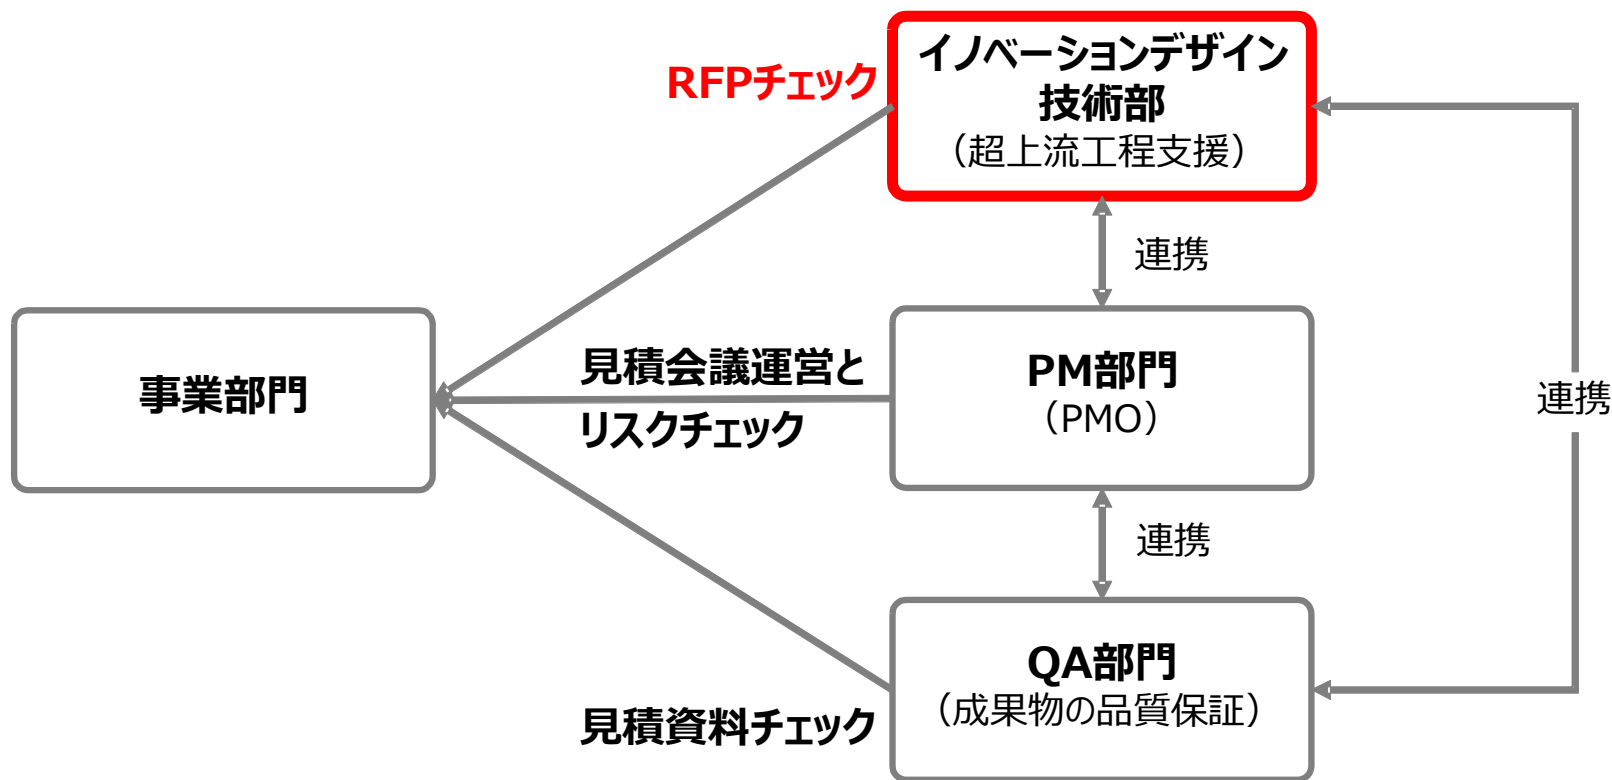 イノベーションデザイン
技術部
（超上流工程支援）
RFPチェック
連携
事業部門
見積会議運営と
リスクチェック
PM部門
（PMO）
連携
連携
QA部門
（成果物の品質保証）
見積資料チェック